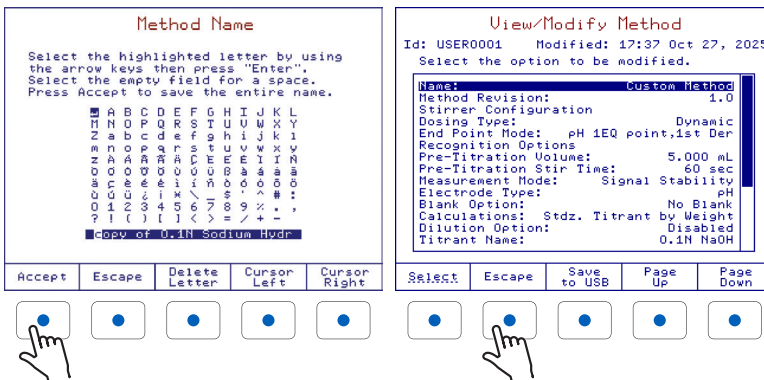 Method Name
Select the highlighted letter by using
the arrow keys then press "Enter".
Select the empty field for a space.
Press Accept to save the entire name.
A B C D E F G H I J K L
M N O P Q R S T U V W X Y
Z a b c d e f g h i j k l
m n o p q r s t u v w x y
0 1 2 3 4 5 6 7 8 9 % . ,
? ! ( ) [ ] < > = / + -
Copy of 0.1N Sodium Hydr
Accept
Escape
Delete
Letter
Cursor
Left
Cursor
Right
View/Modify Method
Id: USER0001 Modified: 17:37 Oct 27, 2025
Select the option to be modified.
Name: Custom Method
Method Revision: 1.0
Stirrer Configuration
Dosing Type: Dynamic
End Point Mode: pH 1EQ point,1st Der
Recognition Options
Pre-Titration Volume: 5.000 mL
Pre-Titration Stir Time: 60 sec
Measurement Mode: Signal Stability
Electrode Type: pH
Blank Option: No Blank
Calculations: Stdz. Titrant by Weight
Dilution Option: Disabled
Titrant Name: 0.1N NaOH
Select
Escape
Save
to USB
Page
Up
Page
Down